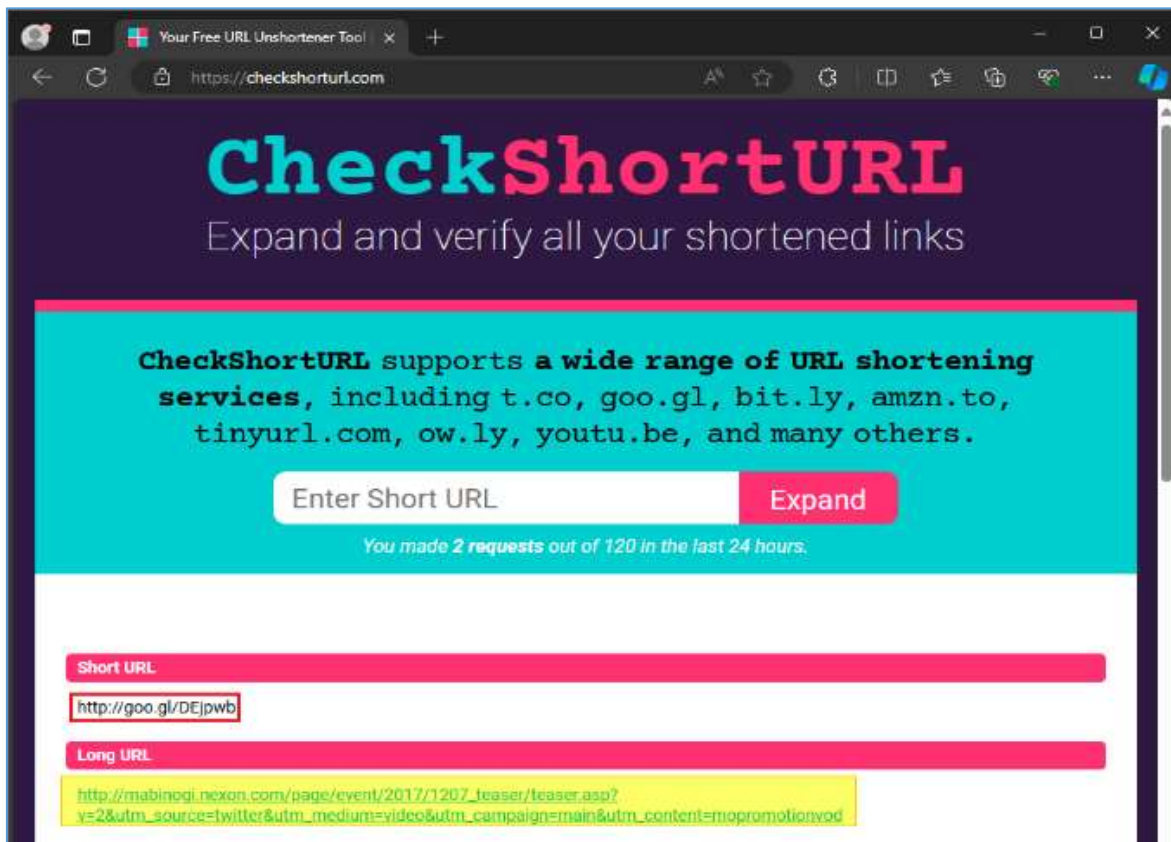 Your Free URL Unshortener Tool
https://checkshorturl.com
CheckShortURL
Expand and verify all your shortened links
CheckShortURL supports a wide range of URL shortening
services, including t.co, goo.gl, bit.ly, amzn.to,
tinyurl.com, ow.ly, youtu.be, and many others.
Enter Short URL
Expand
You made 2 requests out of 120 in the last 24 hours.
Short URL
http://goo.gl/DEjpwb
Long URL
http://mabinogi.nexon.com/page/event/2017/1207_teaser/teaser.asp?
v=2&utm_source=twitter&utm_medium=video&utm_campaign=main&utm_content=mopromotionvod